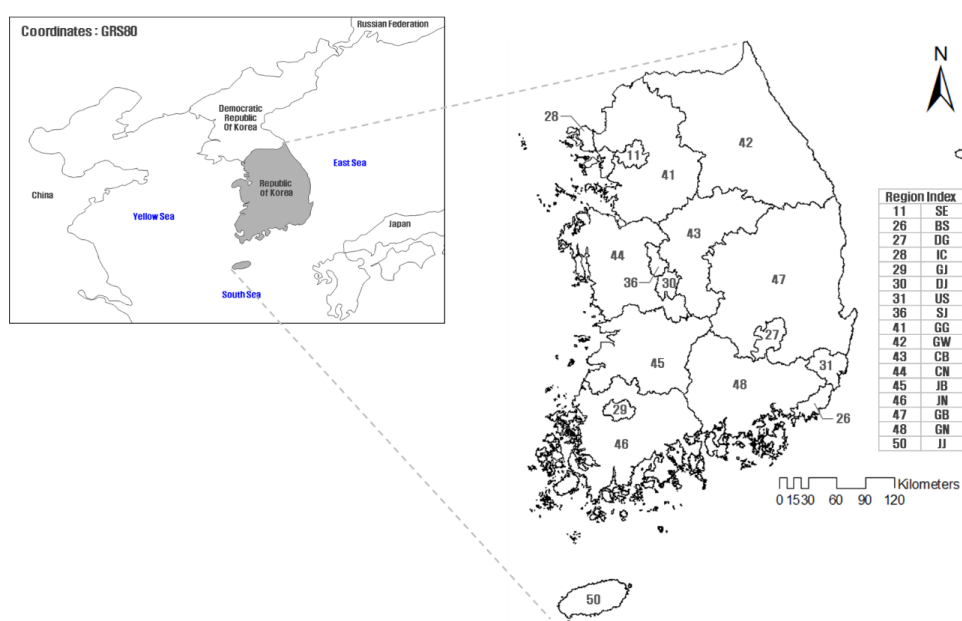 Coordinates : GRS80
Russian Federation
Democratic
Republic
Of Korea
East Sea
Republic
of Korea
China
Yellow Sea
Japan
South Sea
N
28
42
11
41
43
44
36
30
47
27
31
45
48
29
26
46
50
Region Index
11 SE
26 BS
27 DG
28 IC
29 GJ
30 DJ
31 US
36 SJ
41 GG
42 GW
43 CB
44 CN
45 JB
46 JN
47 GB
48 GN
50 JJ
Kilometers
0 15 30 60 90 120